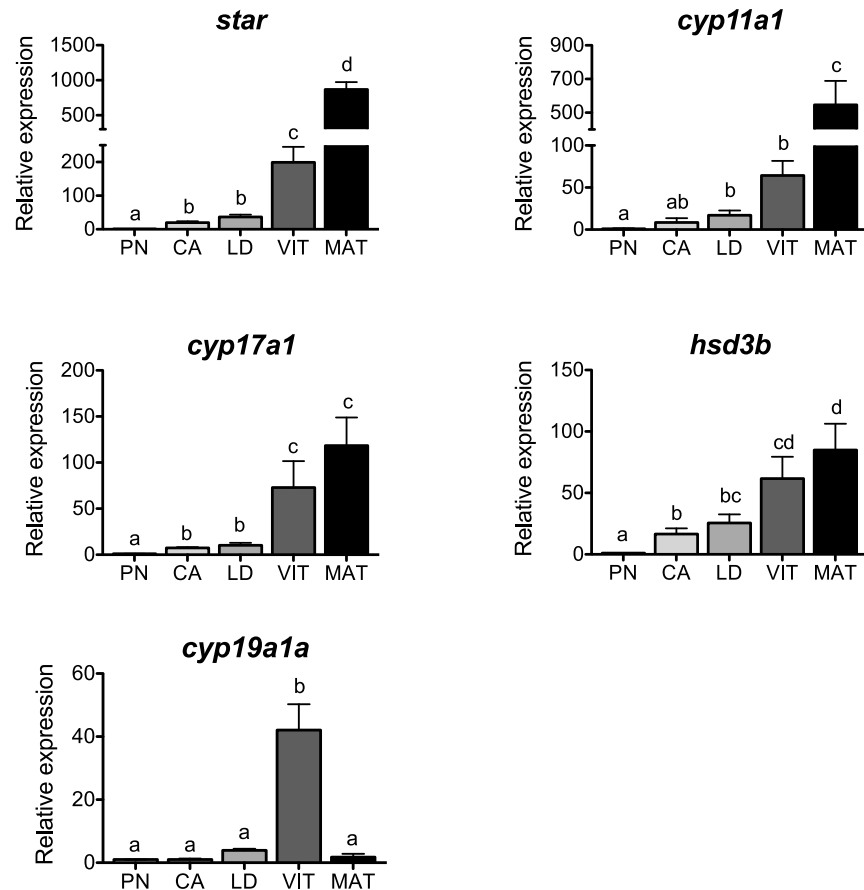 star
Relative expression
1500
1000
500
200
100
0
a
b
b
c
d
PN CA LD VIT MAT
cyp11a1
Relative expression
900
700
500
100
50
0
a
ab
b
b
c
PN CA LD VIT MAT
cyp17a1
Relative expression
200
150
100
50
0
a
b
b
c
c
PN CA LD VIT MAT
hsd3b
Relative expression
150
100
50
0
a
b
bc
cd
d
PN CA LD VIT MAT
cyp19a1a
Relative expression
60
40
20
0
a
a
a
b
a
PN CA LD VIT MAT